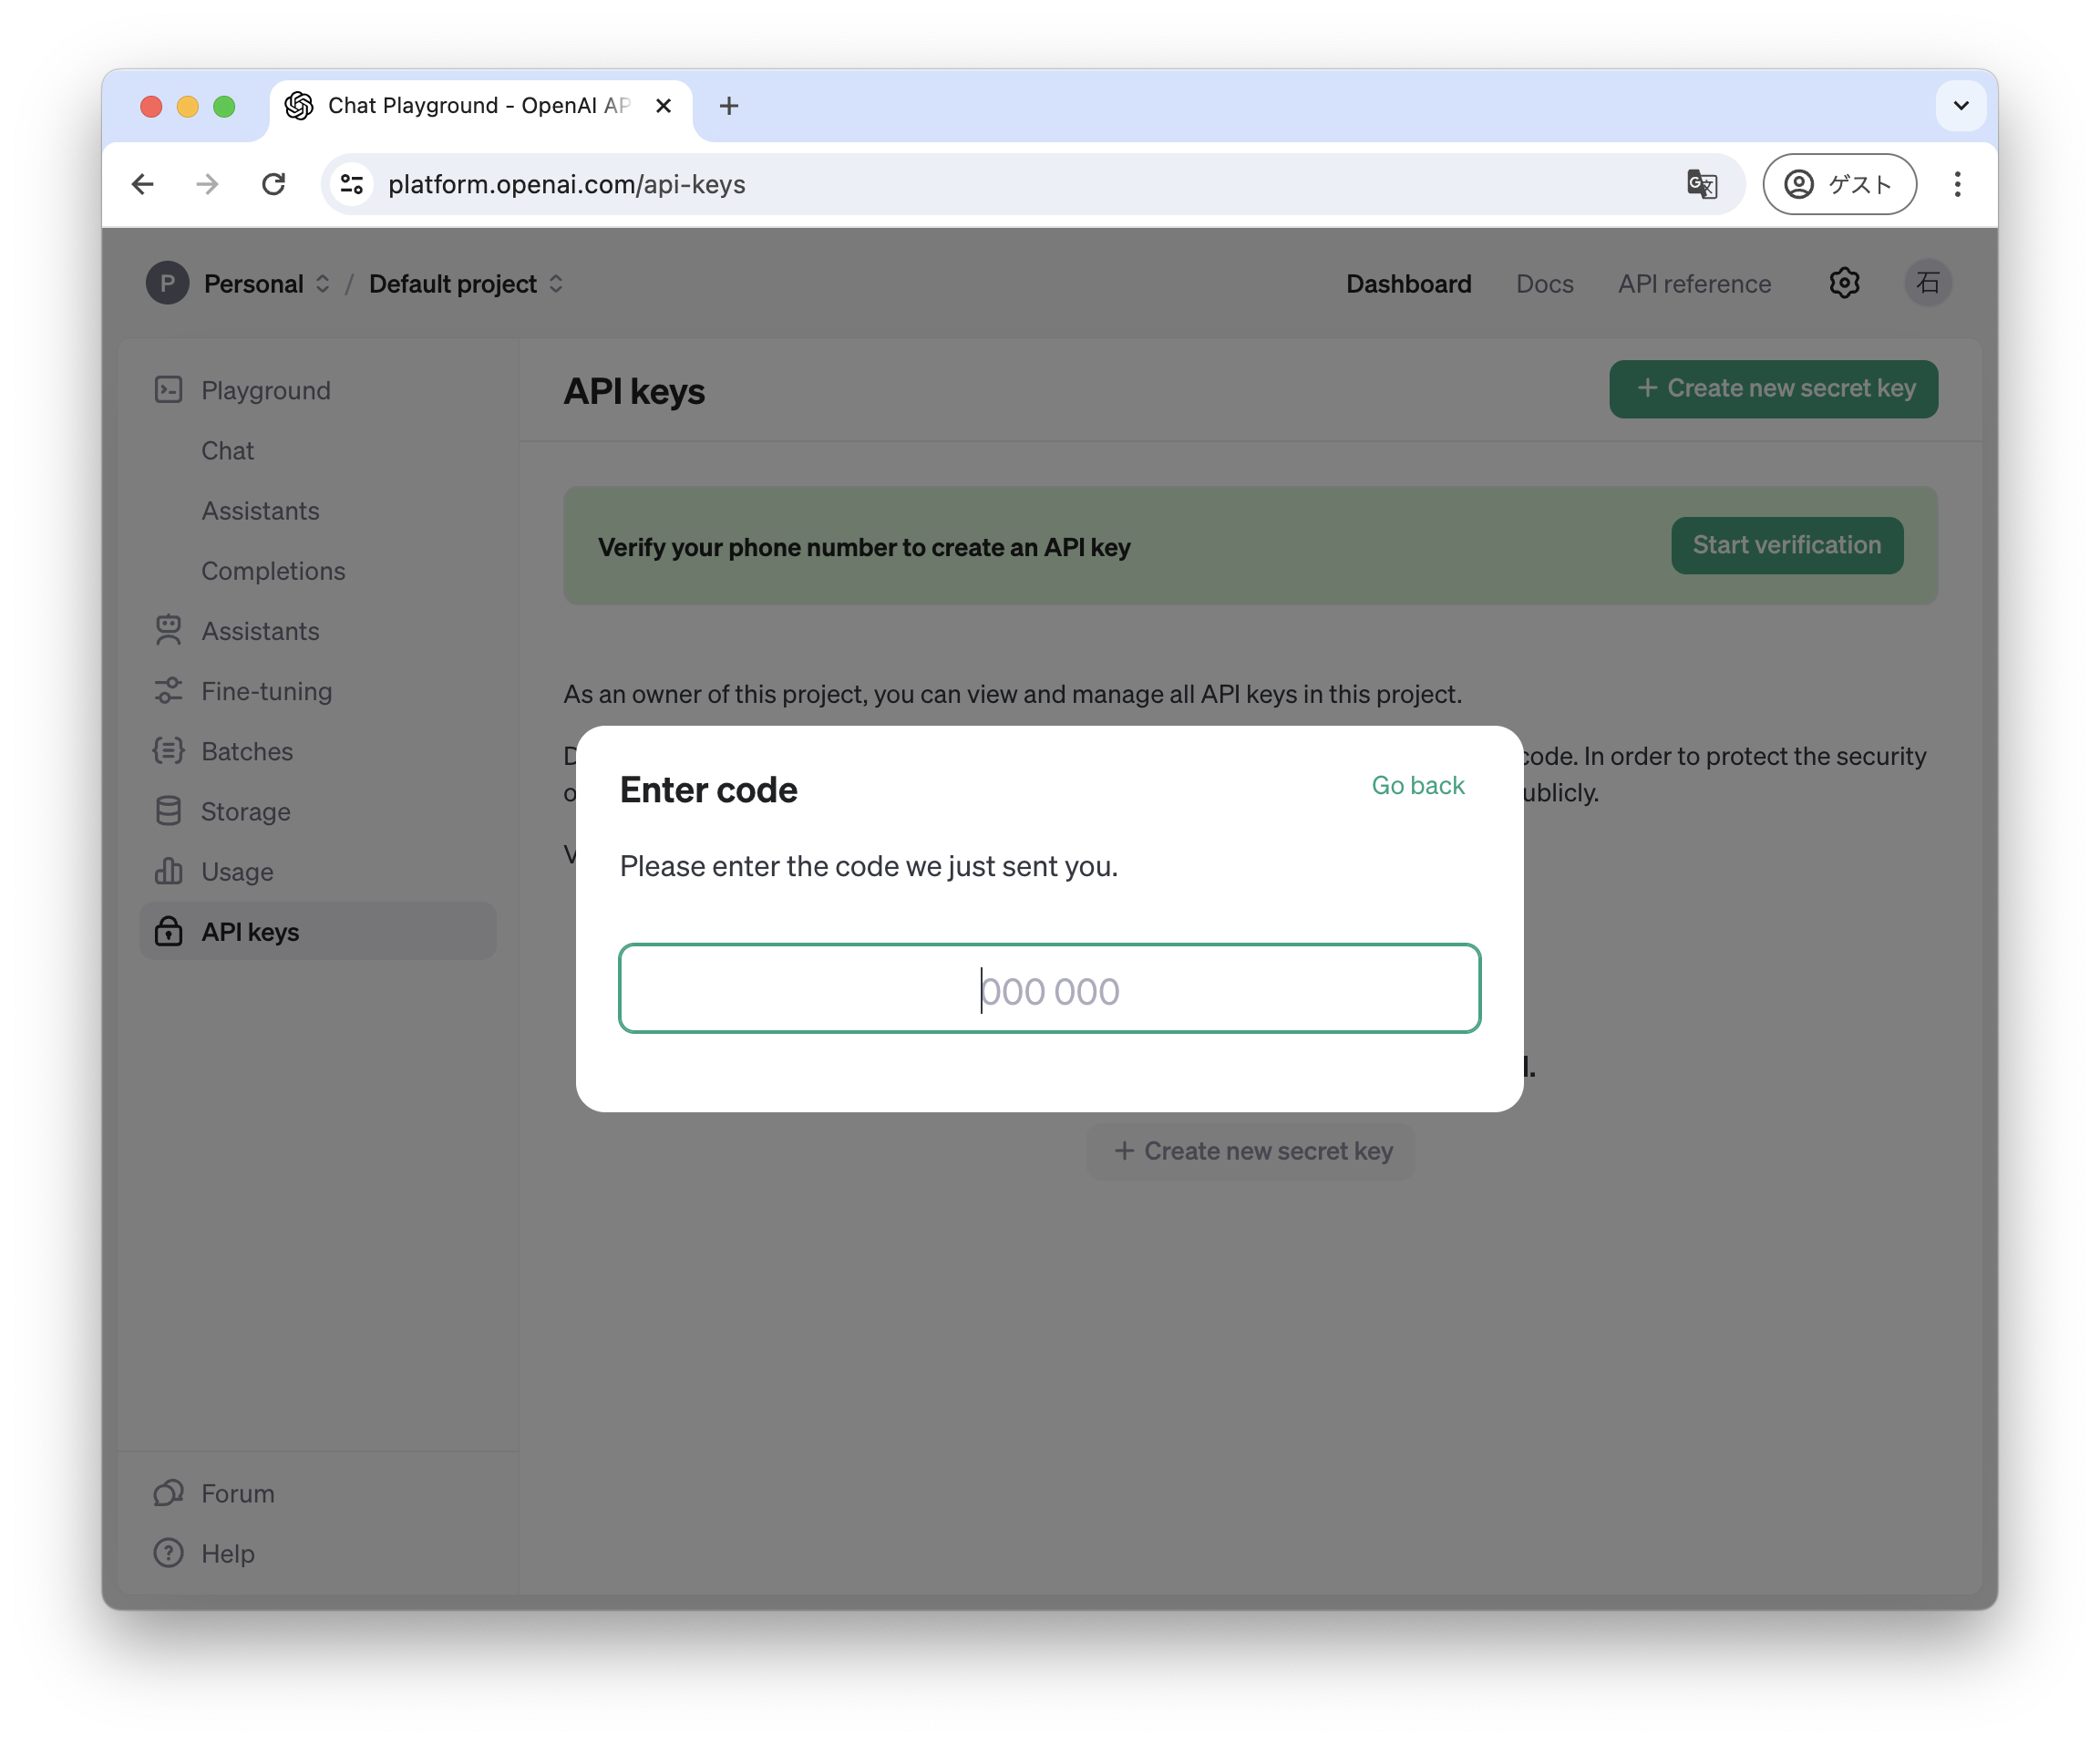 Chat Playground - OpenAI AP
platform.openai.com/api-keys
ゲスト
P Personal / Default project
Dashboard Docs API reference 石
Playground
Chat
Assistants
Completions
Assistants
Fine-tuning
Batches
Storage
Usage
API keys
Forum
Help
API keys
+ Create new secret key
Verify your phone number to create an API key
Start verification
As an owner of this project, you can view and manage all API keys in this project.
code. In order to protect the security
ublicly.
Enter code
Go back
Please enter the code we just sent you.
000 000
+ Create new secret key